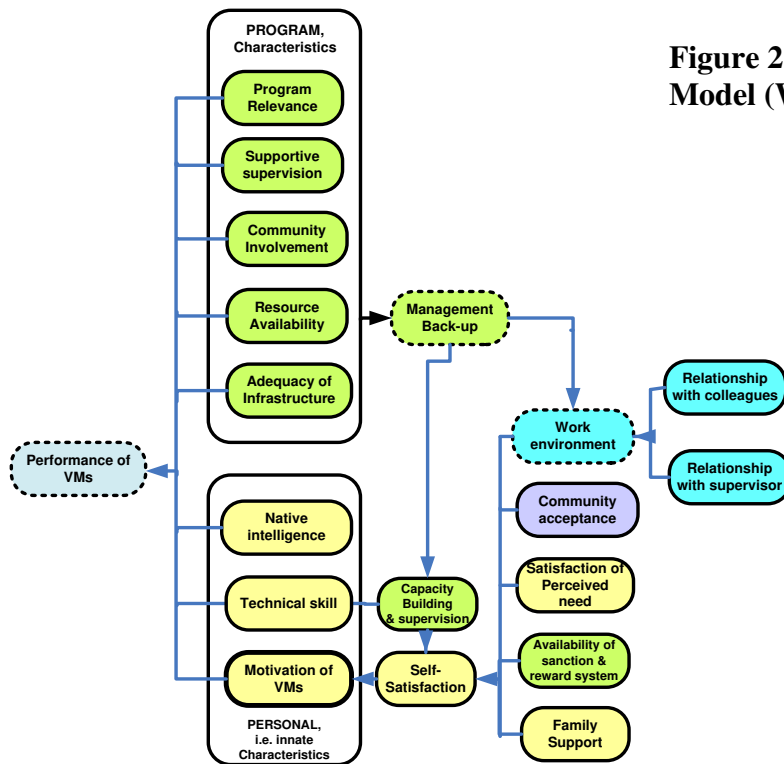 PROGRAM,
Characteristics
Figure 2
Model (W
Program
Relevance
Supportive
supervision
Community
Involvement
Resource
Availability
Adequacy of
Infrastructure
Management
Back-up
Relationship
with colleagues
Work
environment
Relationship
with supervisor
Performance of
VMs
Native
intelligence
Community
acceptance
Technical skill
Capacity
Building
& supervision
Satisfaction of
Perceived
need
Motivation of
VMs
Self-
Satisfaction
Availability of
sanction &
reward system
Family
Support
PERSONAL,
i.e. innate
Characteristics